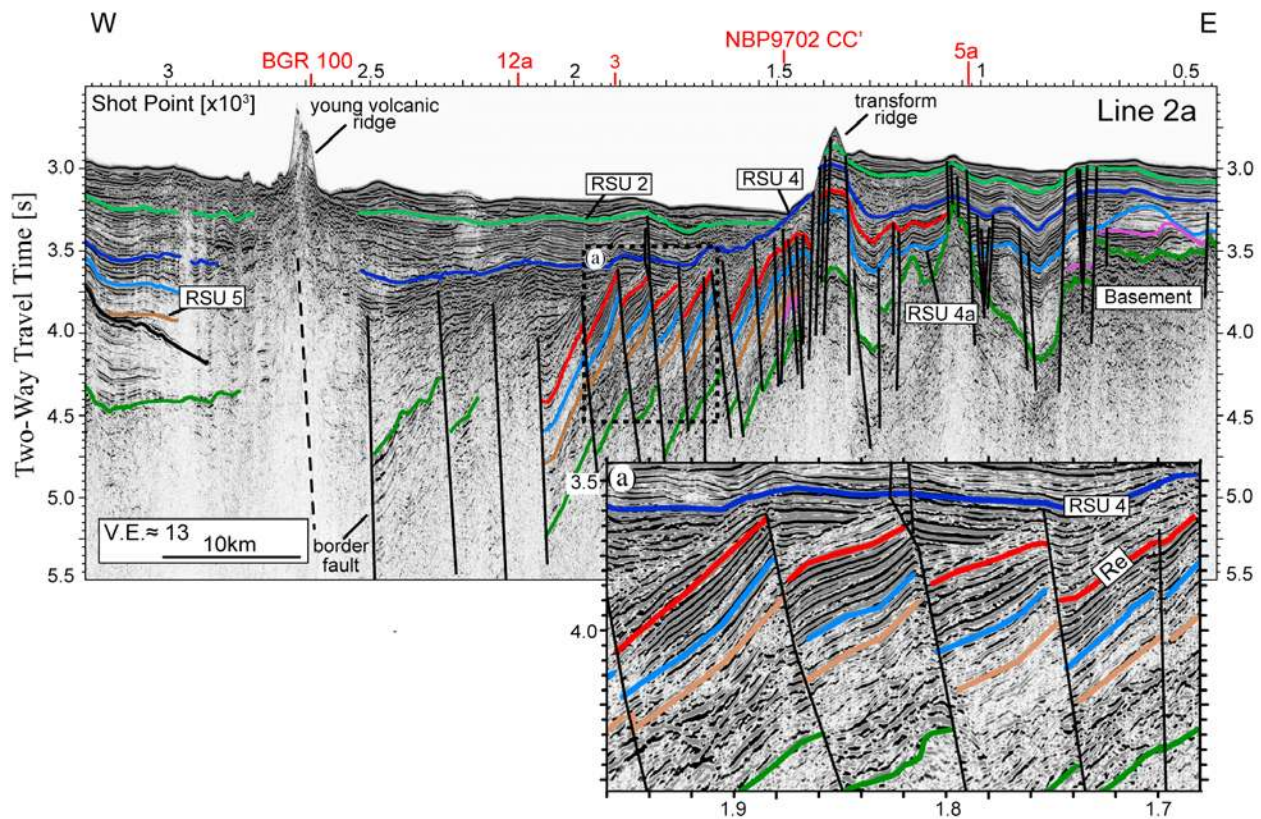 W
E
NBP9702 CC'
BGR 100
12a
3
5a
3
2.5
2
1.5
1
0.5
Shot Point [x10³]
young volcanic
ridge
transform
ridge
Line 2a
3.0
3.5
4.0
4.5
5.0
5.5
Two-Way Travel Time [s]
3.0
3.5
4.0
4.5
5.0
5.5
RSU 2
RSU 4
a
RSU 5
RSU 4a
Basement
V.E.≈ 13
10km
border
fault
a
3.5
4.0
RSU 4
Re
1.9
1.8
1.7